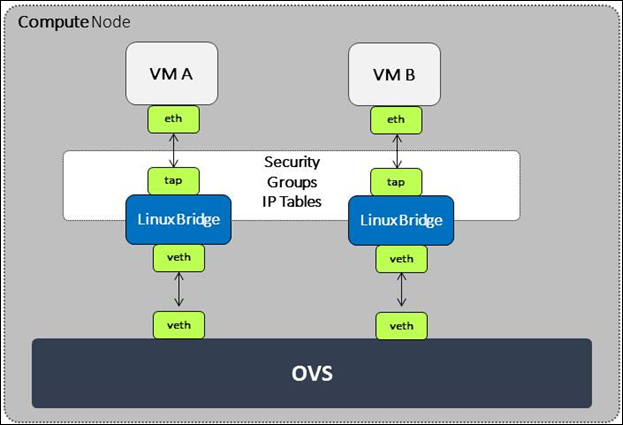 Compute Node
VM A
VM B
eth
eth
Security
Groups
IP Tables
tap
tap
LinuxBridge
LinuxBridge
veth
veth
veth
veth
OVS